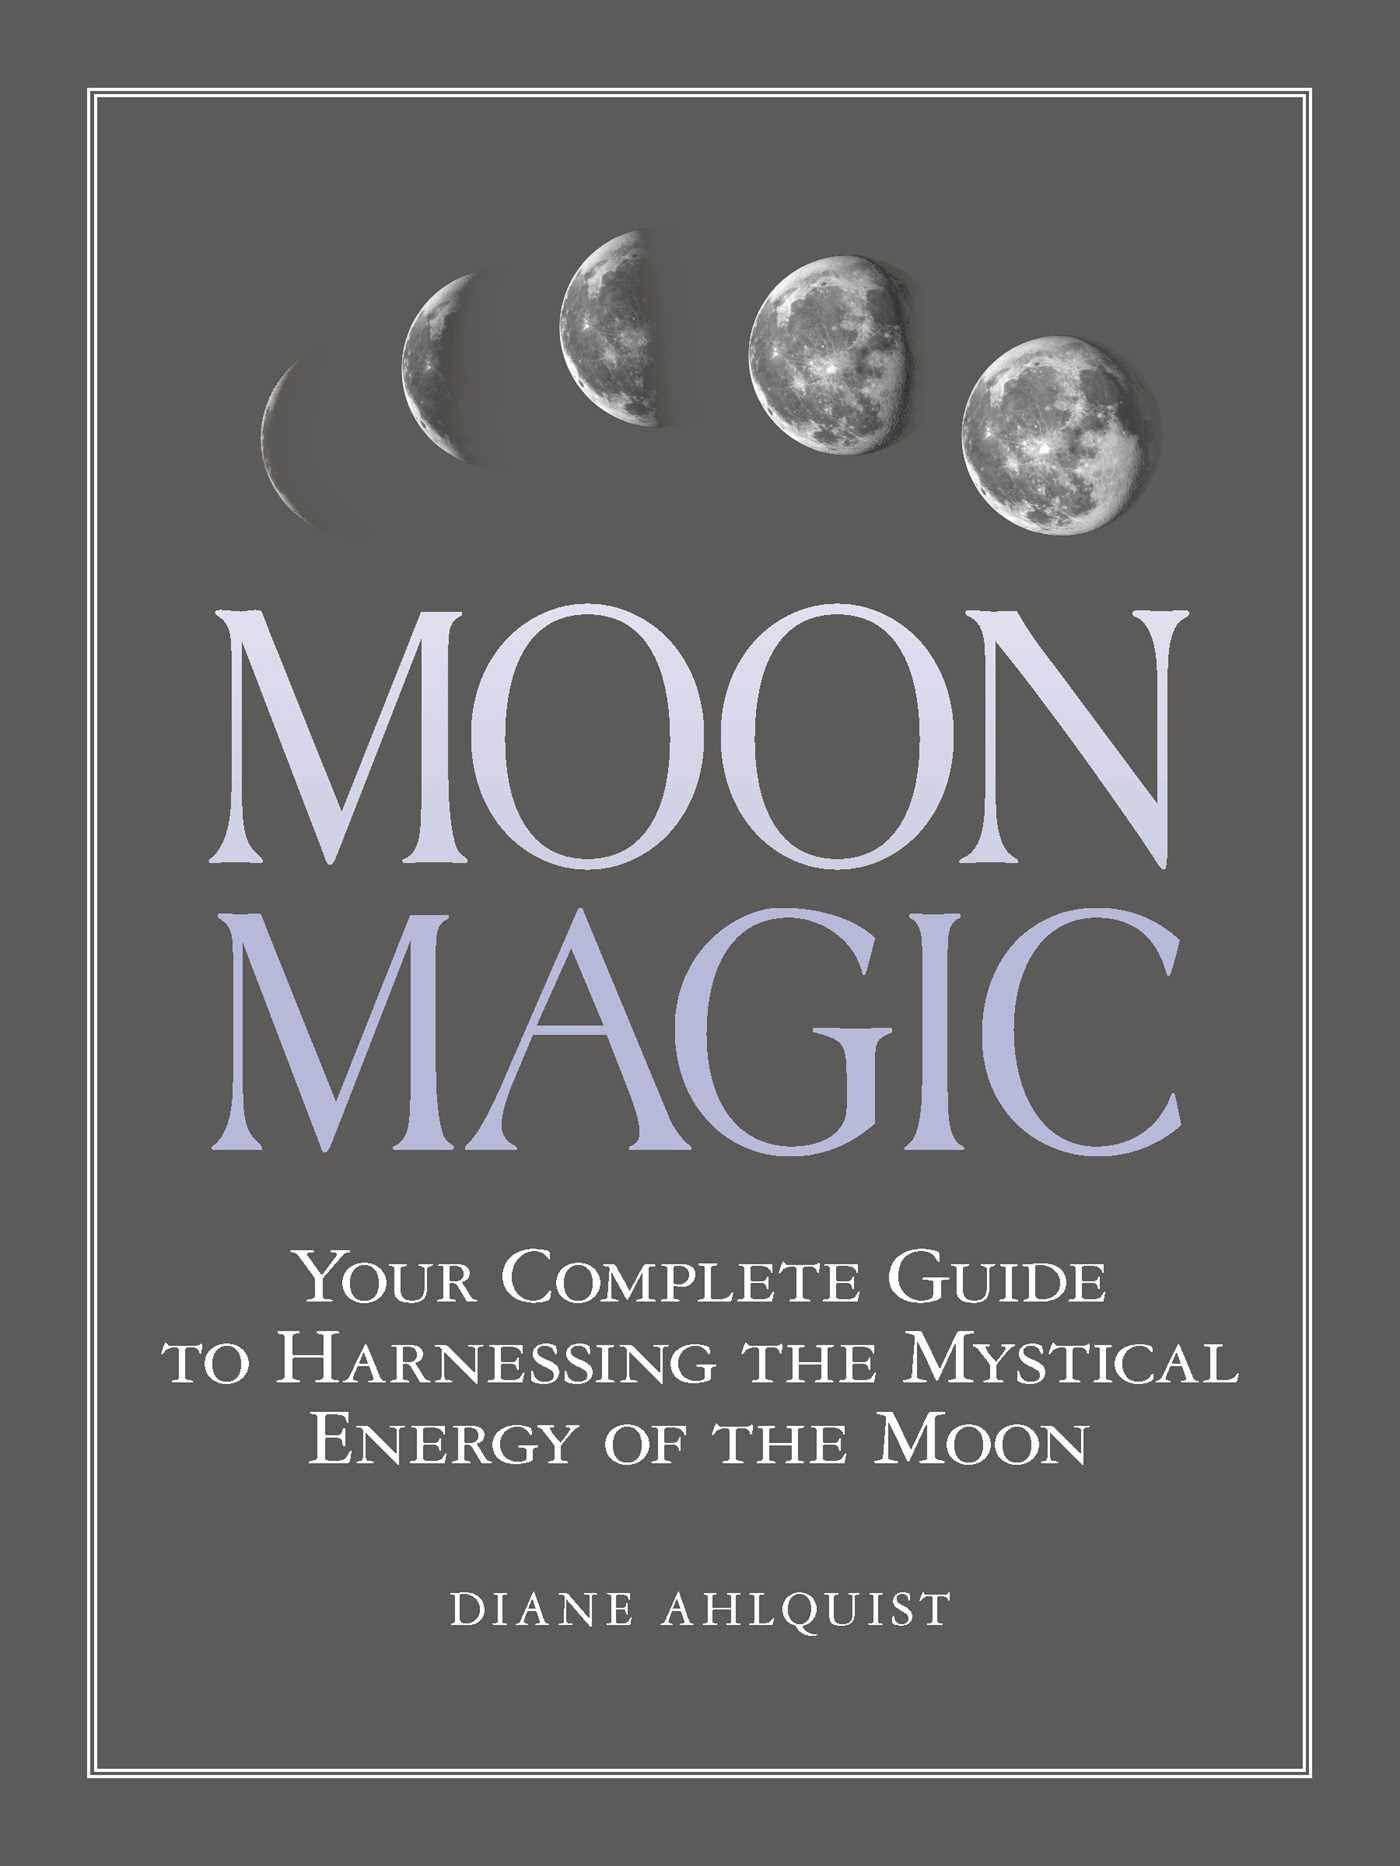 MOON
MAGIC
YOUR COMPLETE GUIDE
TO HARNESSING THE MYSTICAL
ENERGY OF THE MOON
DIANE AHLQUIST